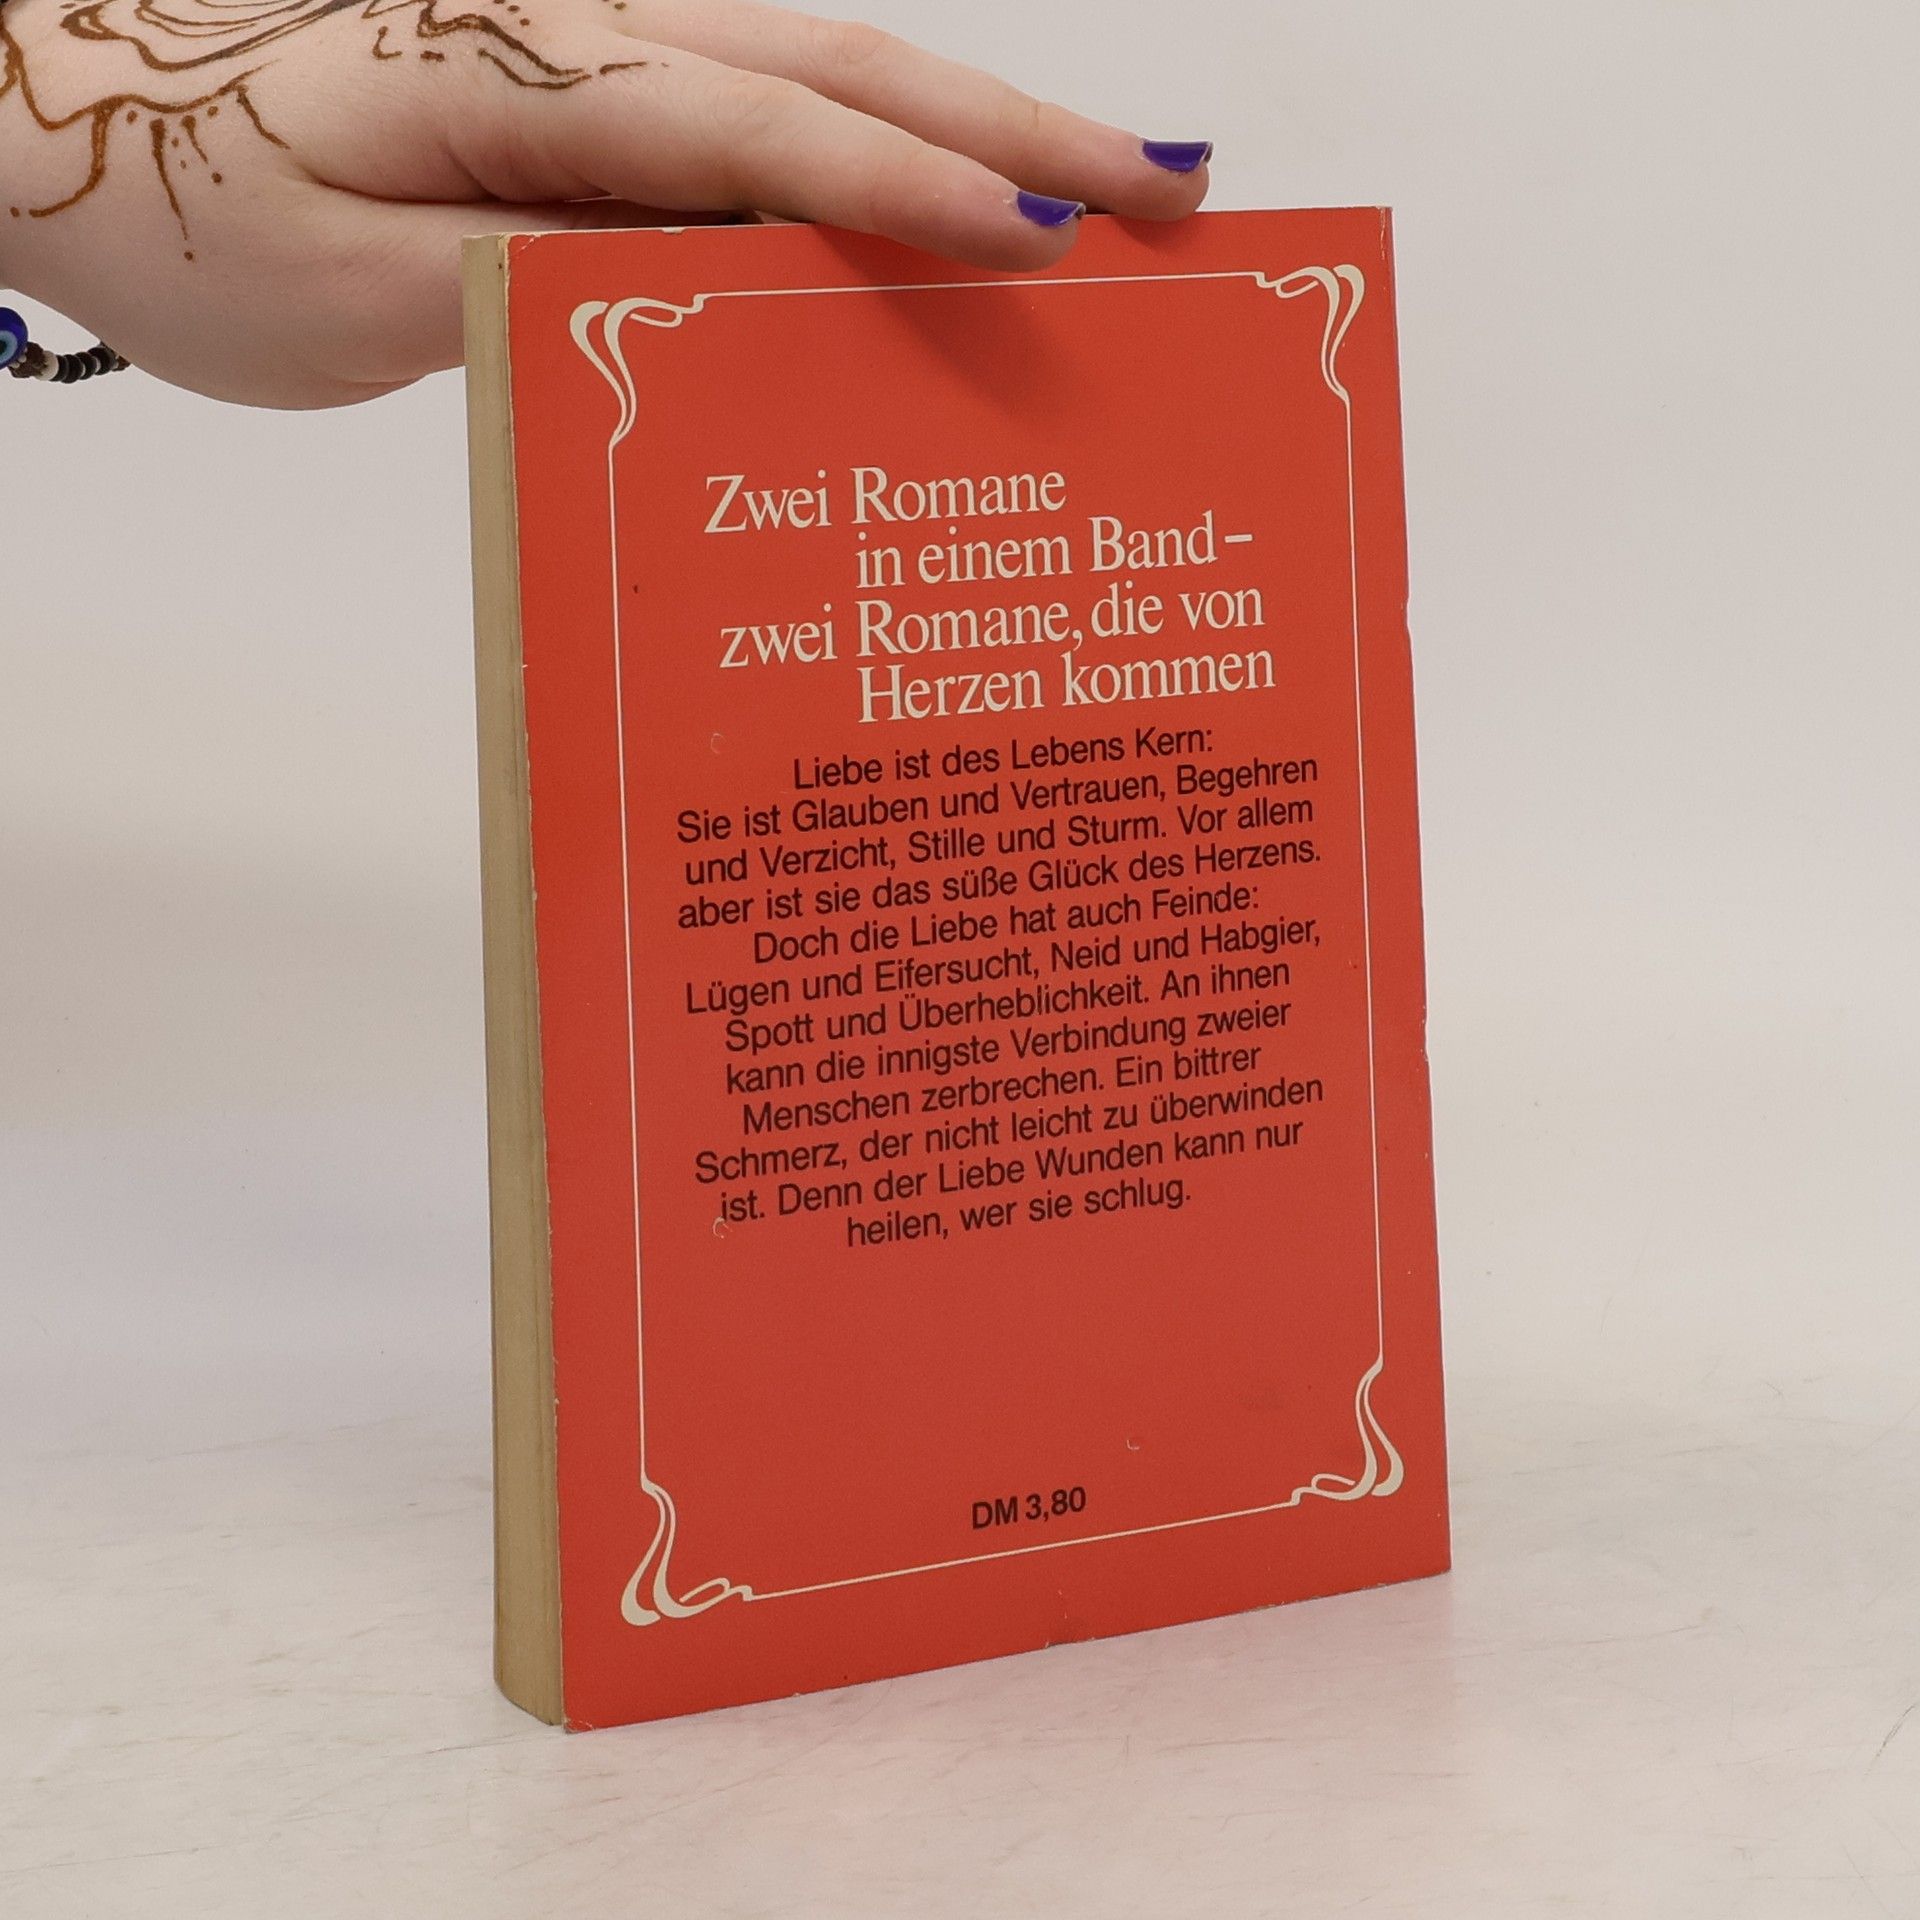 Zwei Romane
in einem Band –
zwei Romane, die von
Herzen kommen
Liebe ist des Lebens Kern:
Sie ist Glauben und Vertrauen, Begehren
und Verzicht, Stille und Sturm. Vor allem
aber ist sie das süße Glück des Herzens.
Doch die Liebe hat auch Feinde:
Lügen und Eifersucht, Neid und Habgier,
Spott und Überheblichkeit. An ihnen
kann die innigste Verbindung zweier
Menschen zerbrechen. Ein bittrer
Schmerz, der nicht leicht zu überwinden
ist. Denn der Liebe Wunden kann nur
heilen, wer sie schlug.
DM 3,80